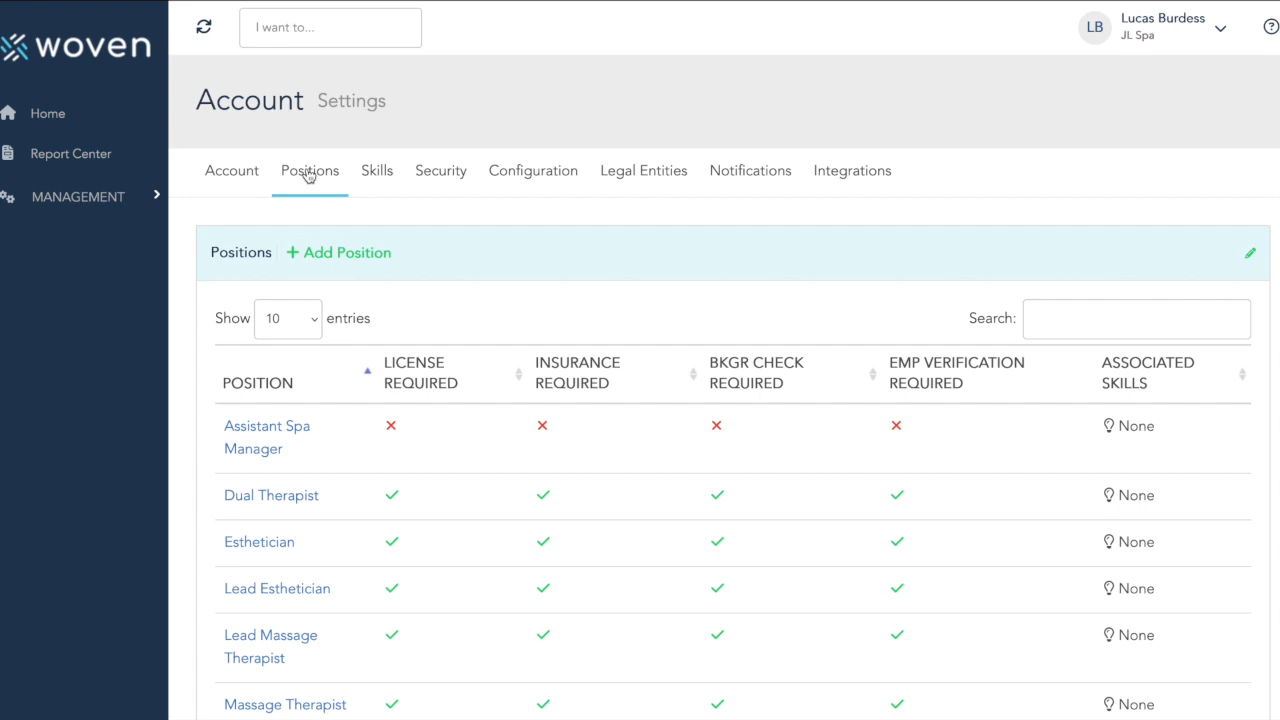 woven
I want to...
LB
Lucas Burdess
JL Spa
Home
Report Center
MANAGEMENT
Account Settings
Account Positions Skills Security Configuration Legal Entities Notifications Integrations
Positions + Add Position
Show 10 entries
Search:
POSITION
LICENSE
REQUIRED
INSURANCE
REQUIRED
BKGR CHECK
REQUIRED
EMP VERIFICATION
REQUIRED
ASSOCIATED
SKILLS
Assistant Spa
Manager
None
Dual Therapist
None
Esthetician
None
Lead Esthetician
None
Lead Massage
Therapist
None
Massage Therapist
None